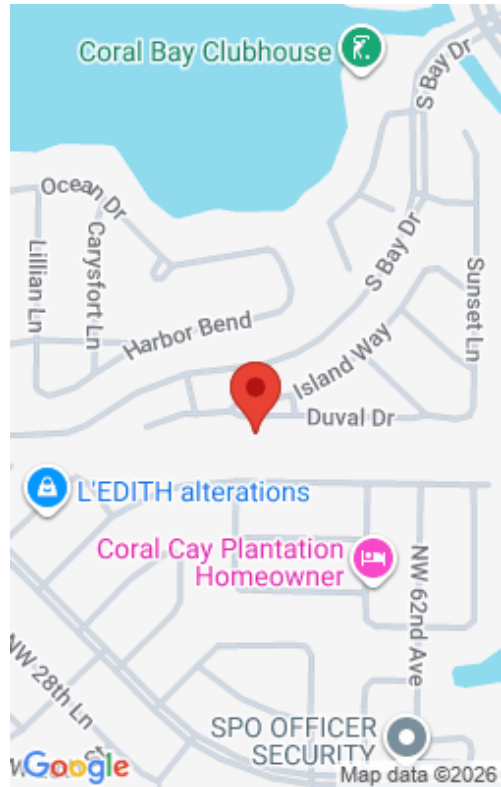 Coral Bay Clubhouse
S Bay Dr
Ocean Dr
Lillian Ln
Carysfort Ln
S Bay Dr
Sunset Ln
Harbor Bend
Island Way
Duval Dr
L'EDITH alterations
Coral Cay Plantation
Homeowner
NW 62nd Ave
NW 28th Ln
SPO OFFICER
SECURITY
Google
Map data ©2026